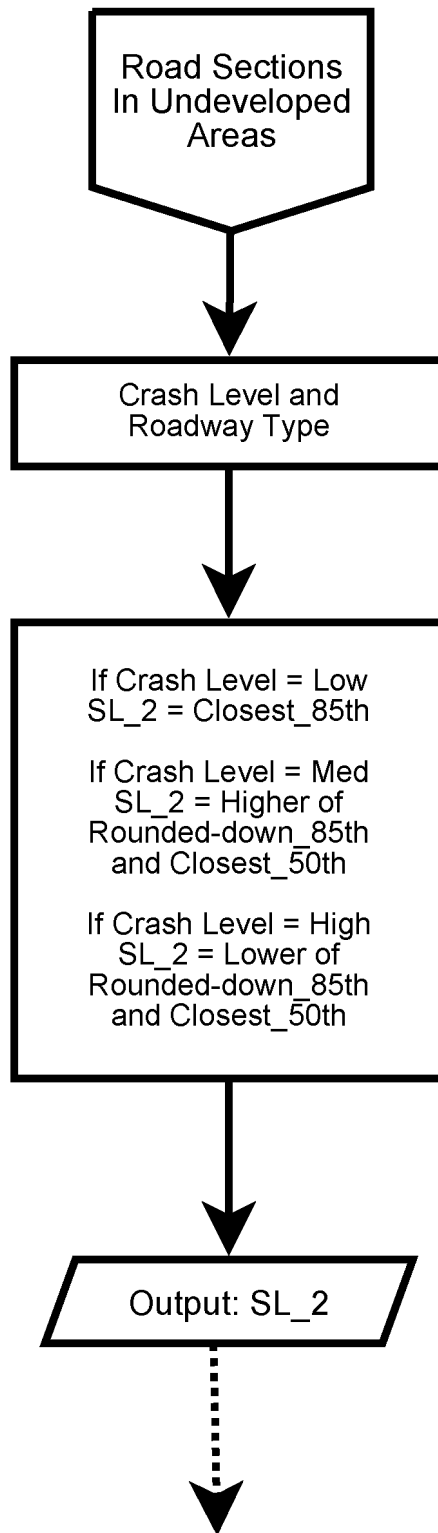 Road Sections
In Undeveloped
Areas
Crash Level and
Roadway Type
If Crash Level = Low
SL_2 = Closest_85th
If Crash Level = Med
SL_2 = Higher of
Rounded-down_85th
and Closest_50th
If Crash Level = High
SL_2 = Lower of
Rounded-down_85th
and Closest_50th
Output: SL_2